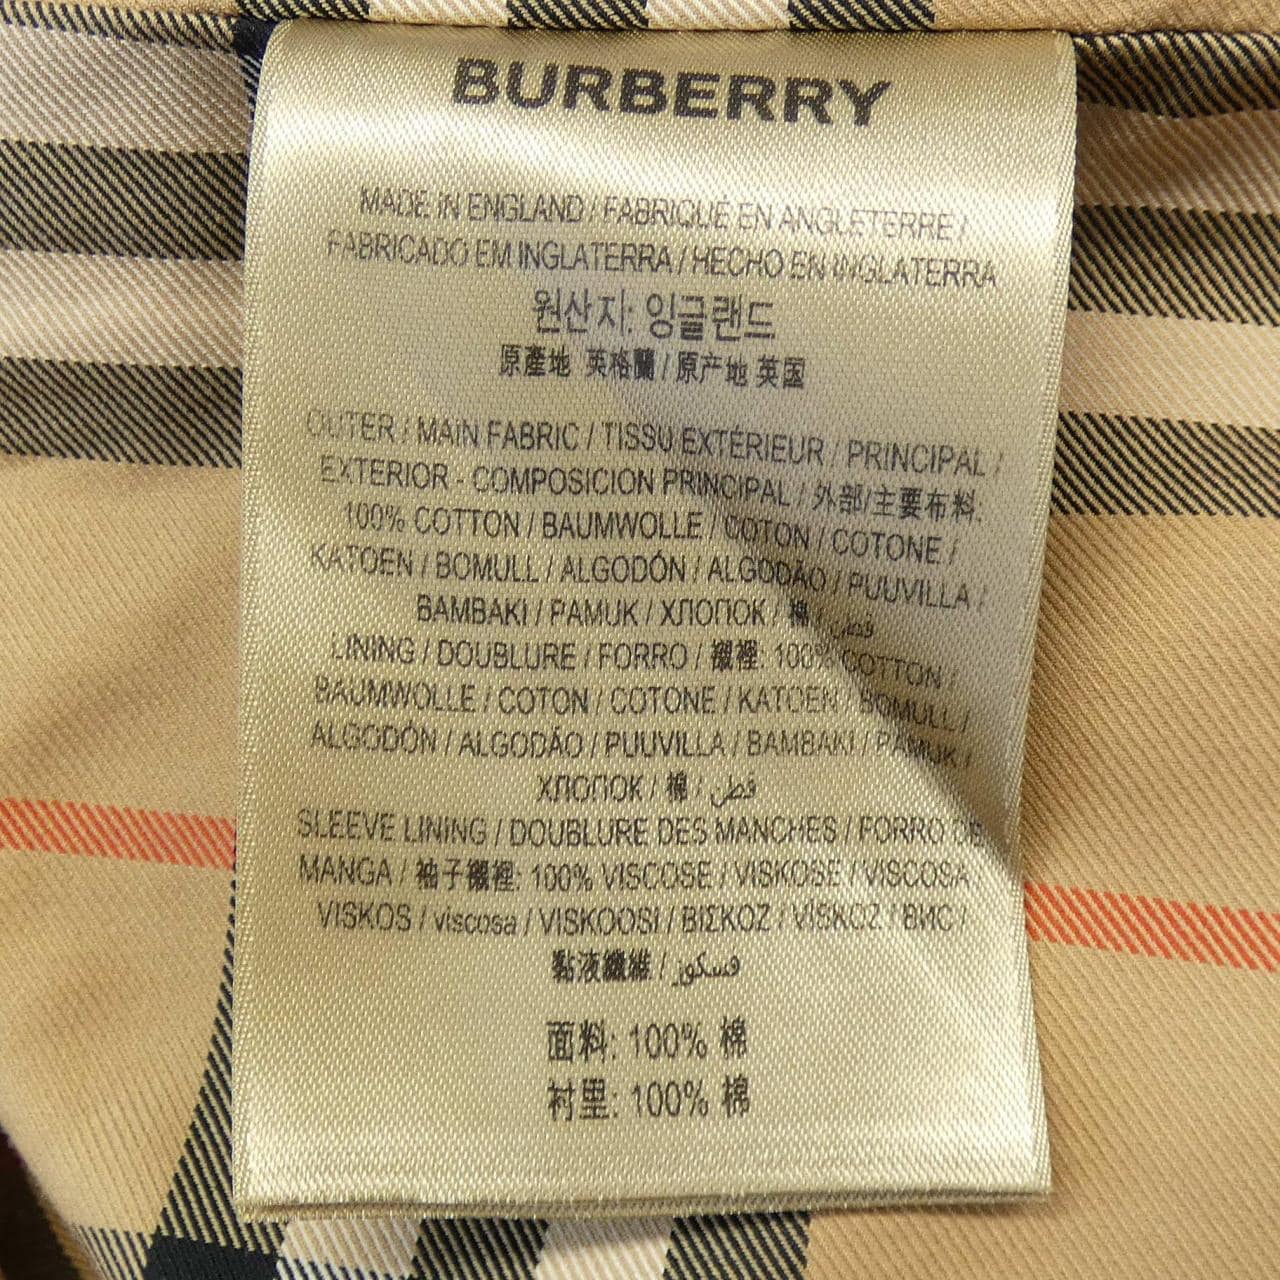 BURBERRY
MADE IN ENGLAND / FABRIQUÉ EN ANGLETERRE /
FABRICADO EM INGLATERRA / HECHO EN INGLATERRA
원산지: 잉글랜드
原產地 英格蘭 / 原产地 英国
OUTER / MAIN FABRIC / TISSU EXTÉRIEUR / PRINCIPAL /
EXTERIOR - COMPOSICION PRINCIPAL / 外部/主要布料:
100% COTTON / BAUMWOLLE / COTON / COTONE /
KATOEN / BOMULL / ALGODÓN / ALGODÃO / PUUVILLA /
BAMBAKI / PAMUK / ХЛОПОК / 棉 / قطن
LINING / DOUBLURE / FORRO / 襯裡: 100% COTTON /
BAUMWOLLE / COTON / COTONE / KATOEN / BOMULL /
ALGODÓN / ALGODÃO / PUUVILLA / BAMBAKI / PAMUK /
ХЛОПОК / 棉 / قطن
SLEEVE LINING / DOUBLURE DES MANCHES / FORRO DE
MANGA / 袖子襯裡: 100% VISCOSE / VISKOSE / VISCOSA
VISKOS / viscosa / VISKOOSI / ΒΙΣΚΟΖ / VİSKOZ / ВИС /
黏液纖維 / فسكوز
面料: 100% 棉
衬里: 100% 棉